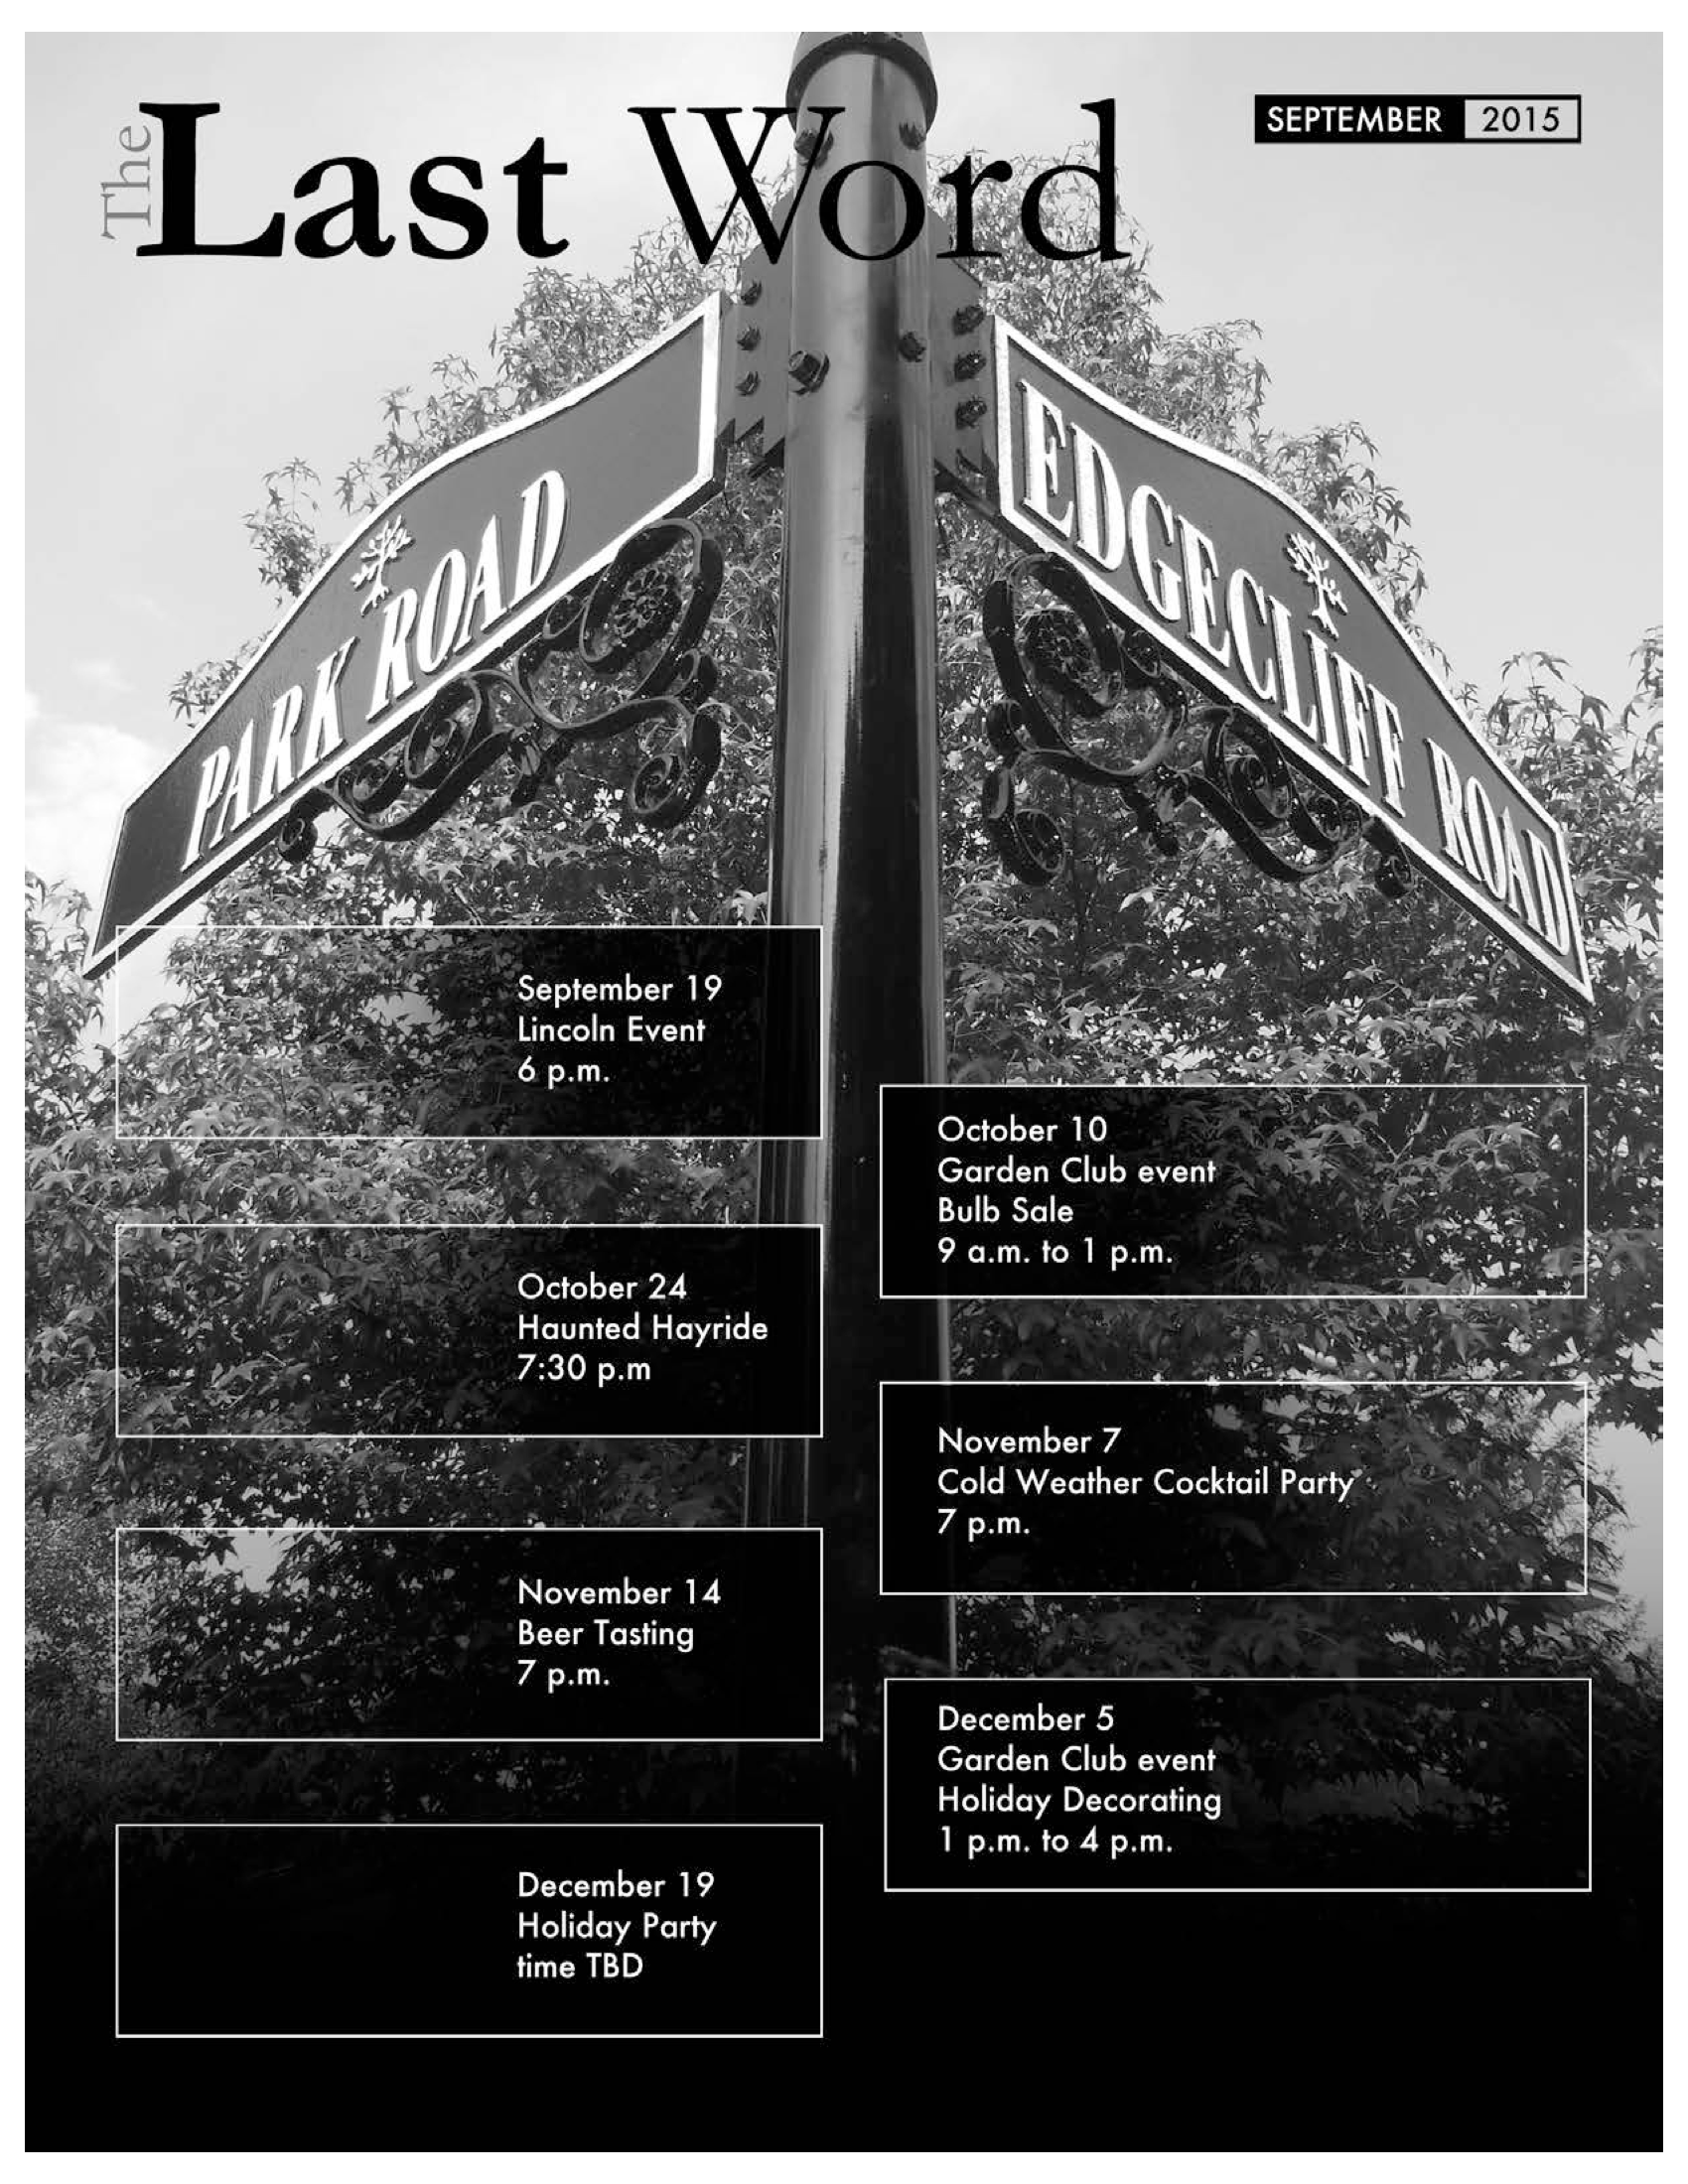 The Last Word
SEPTEMBER 2015
PARK ROAD
EDGECLIFF ROAD
September 19
Lincoln Event
6 p.m.
October 10
Garden Club event
Bulb Sale
9 a.m. to 1 p.m.
October 24
Haunted Hayride
7:30 p.m
November 7
Cold Weather Cocktail Party
7 p.m.
November 14
Beer Tasting
7 p.m.
December 5
Garden Club event
Holiday Decorating
1 p.m. to 4 p.m.
December 19
Holiday Party
time TBD